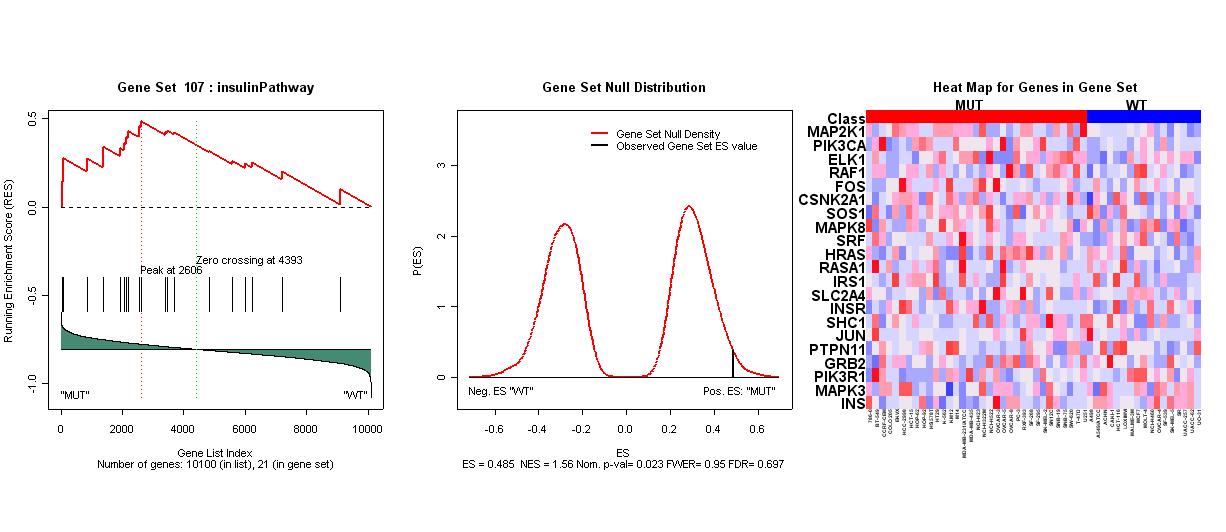 Gene Set 107 : insulinPathway
Running Enrichment Score (RES)
0.5
0.0
-0.5
-1.0
Zero crossing at 4393
Peak at 2606
"MUT"
"WT"
0
2000
4000
6000
8000
10000
Gene List Index
Number of genes: 10100 (in list), 21 (in gene set)
Gene Set Null Distribution
Gene Set Null Density
Observed Gene Set ES value
P(ES)
3
2
1
0
Neg. ES "WT"
Pos. ES: "MUT"
-0.6
-0.4
-0.2
0.0
0.2
0.4
0.6
ES
ES = 0.485 NES = 1.56 Nom. p-val= 0.023 FWER= 0.95 FDR= 0.697
Heat Map for Genes in Gene Set
MUT
WT
Class
MAP2K1
PIK3CA
ELK1
RAF1
FOS
CSNK2A1
SOS1
MAPK8
SRF
HRAS
RASA1
IRS1
SLC2A4
INSR
SHC1
JUN
PTPN11
GRB2
PIK3R1
MAPK3
INS